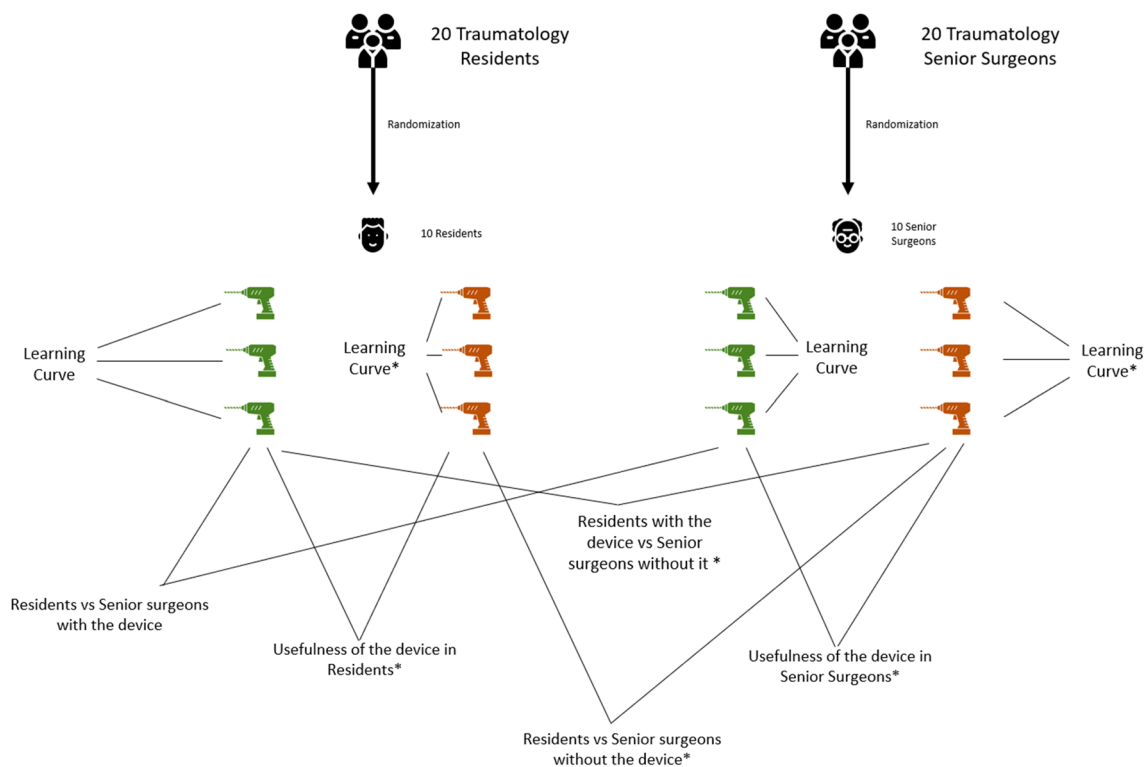 20 Traumatology
Residents
20 Traumatology
Senior Surgeons
Randomization
Randomization
10 Residents
10 Senior
Surgeons
Learning
Curve
Learning
Curve*
Learning
Curve
Learning
Curve*
Residents with the
device vs Senior
surgeons without it *
Residents vs Senior surgeons
with the device
Usefulness of the device in
Residents*
Usefulness of the device in
Senior Surgeons*
Residents vs Senior surgeons
without the device*